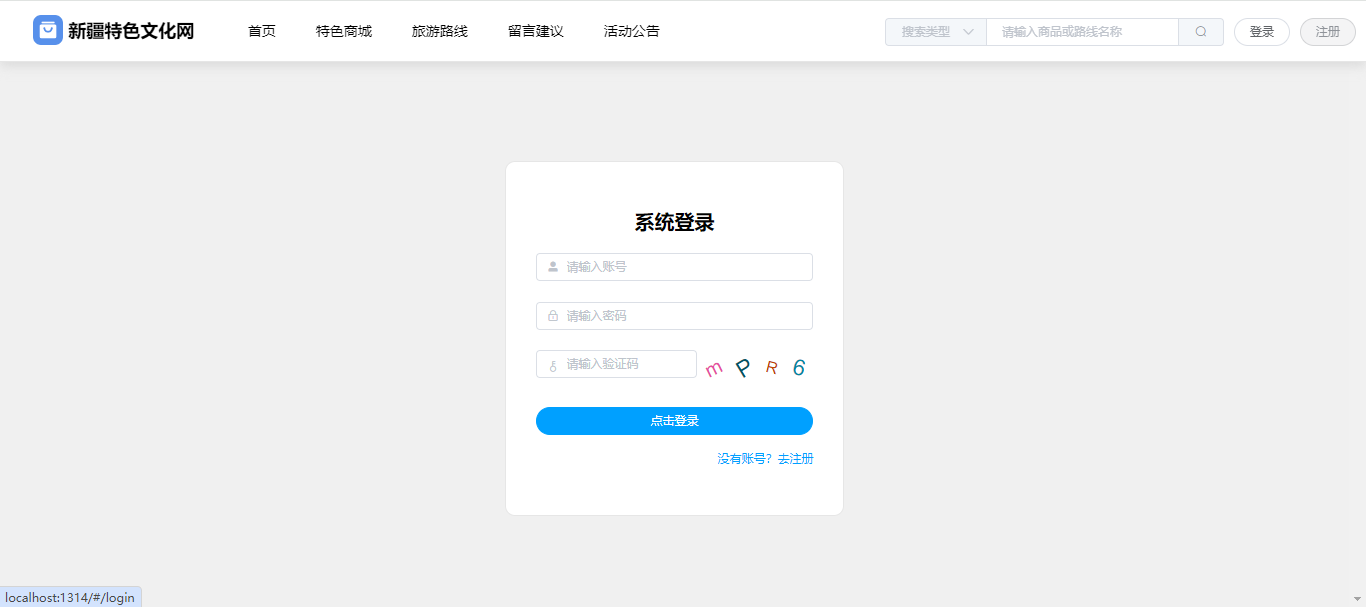 新疆特色文化网 首页 特色商城 旅游路线 留言建议 活动公告 搜索类型 请输入商品或路线名称 登录 注册
系统登录
请输入账号
请输入密码
请输入验证码 m P R 6
点击登录
没有账号？去注册
localhost:1314/#/login